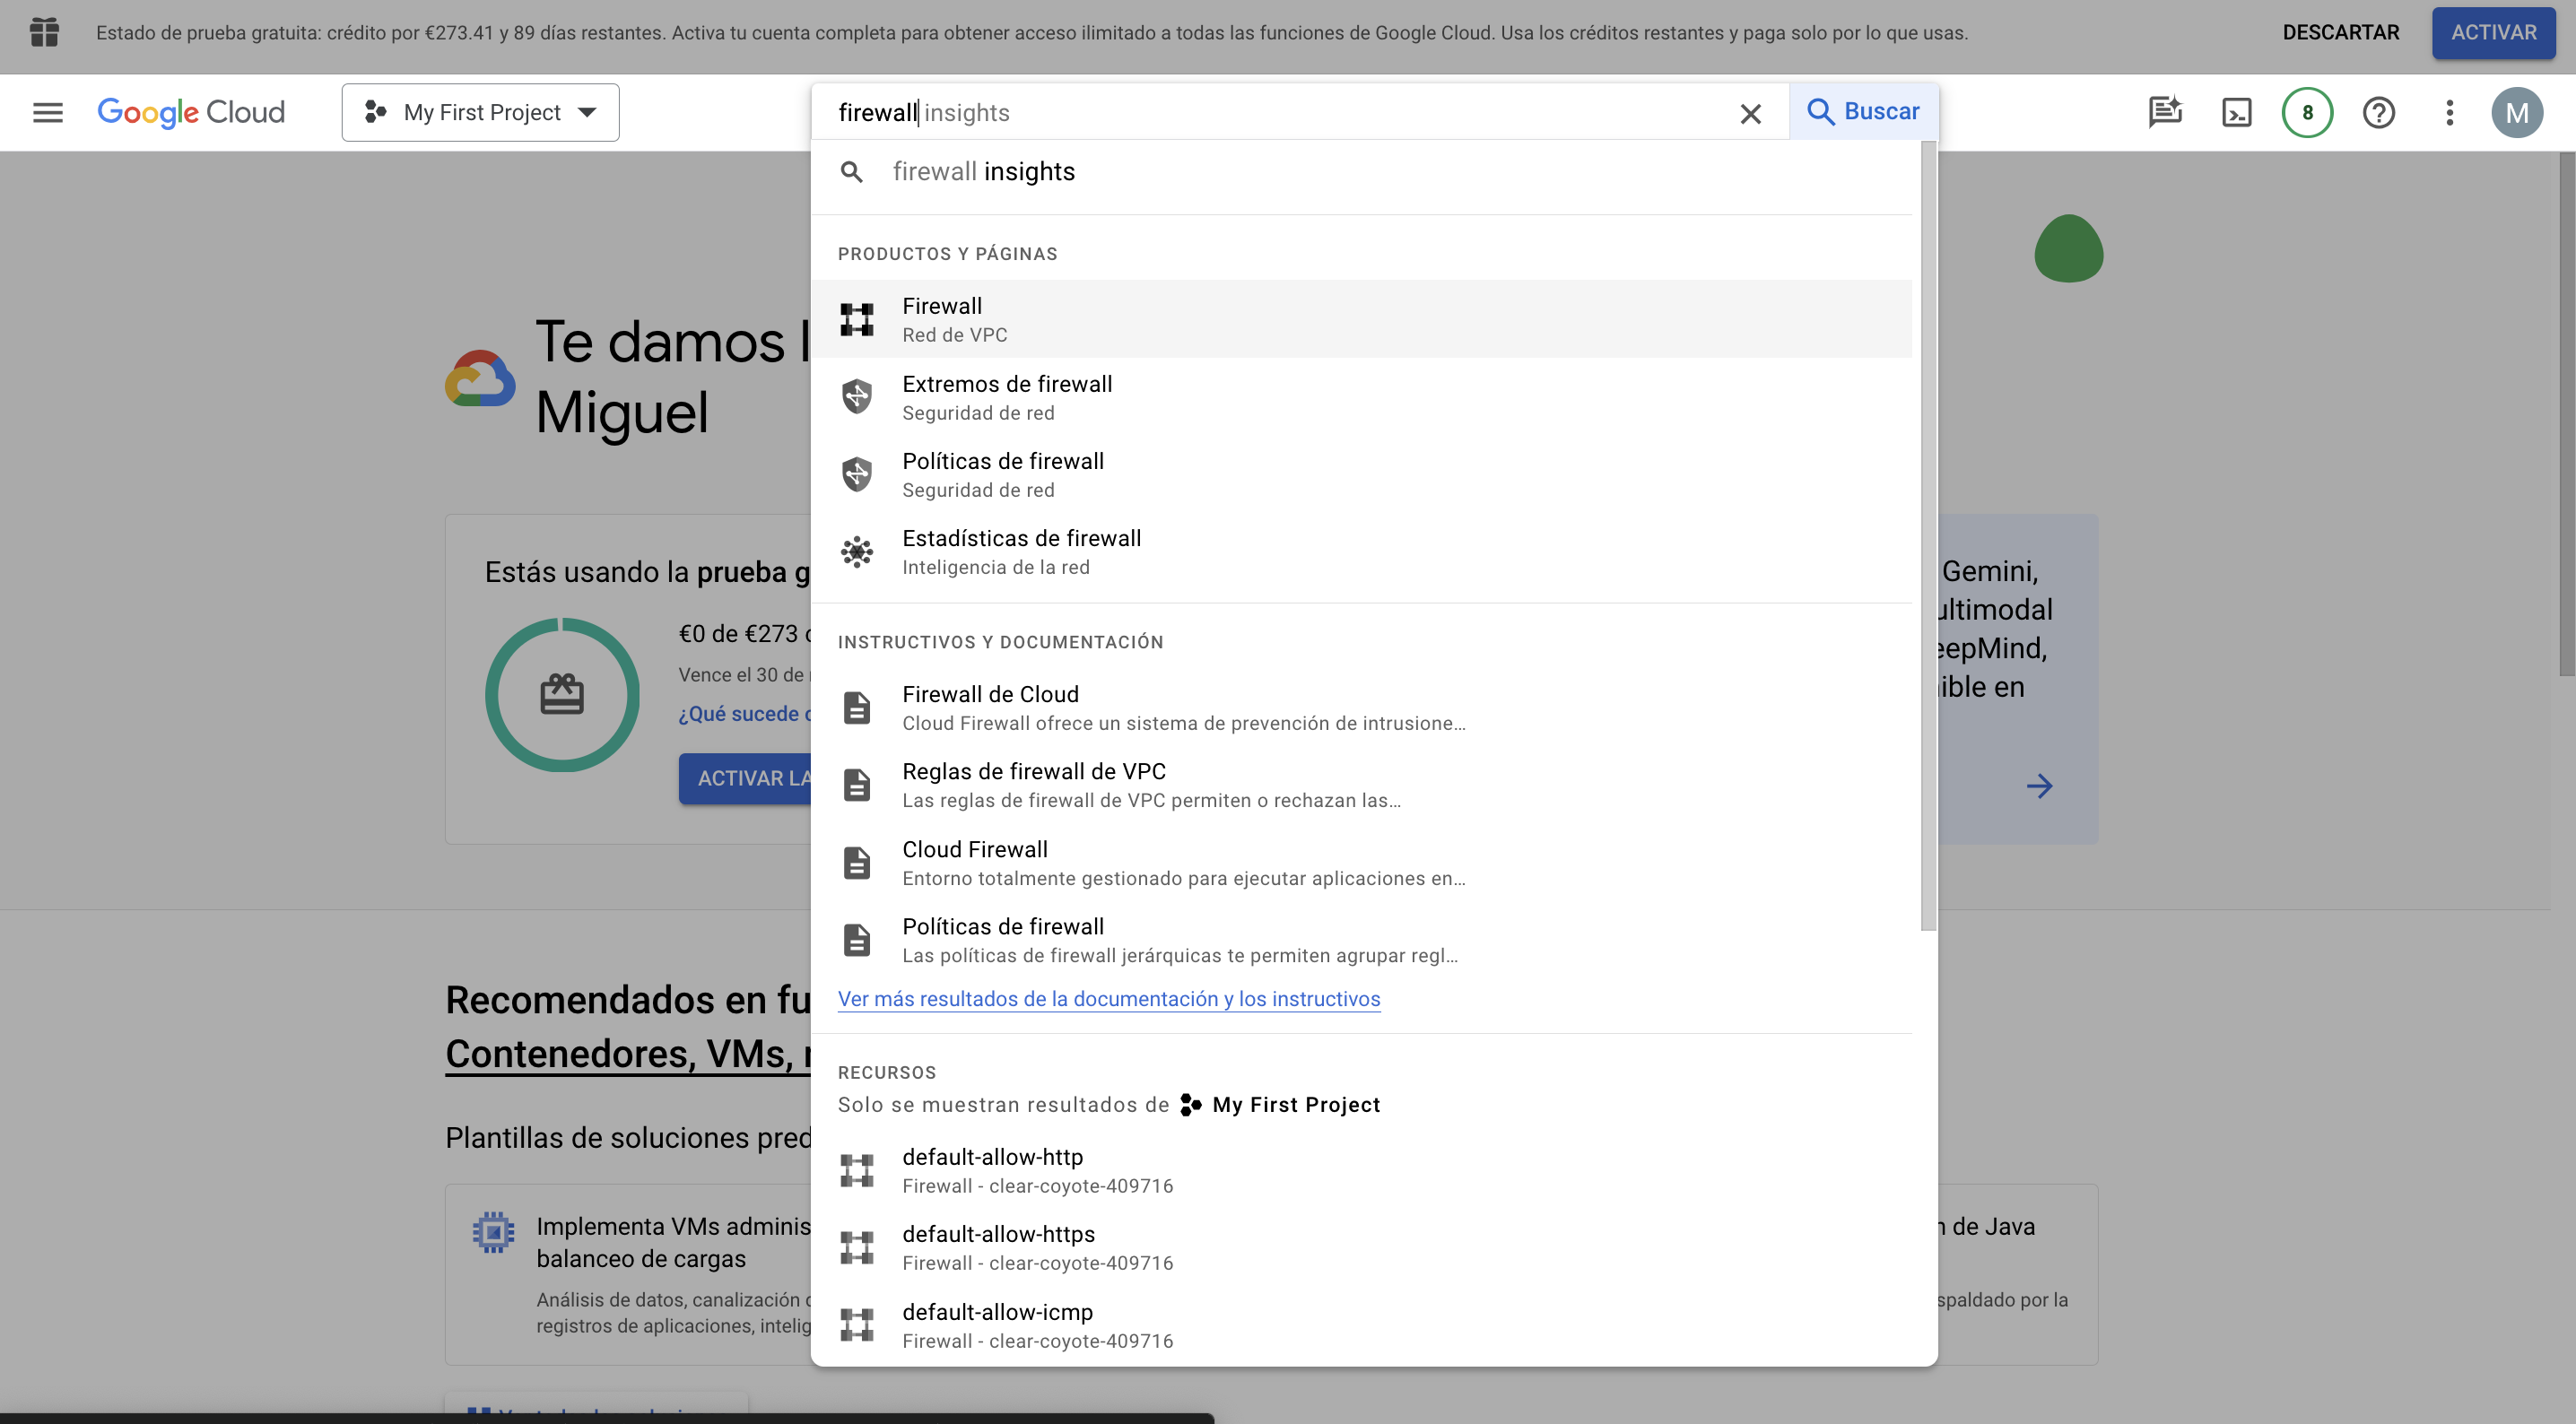 Estado de prueba gratuita: crédito por €273.41 y 89 días restantes. Activa tu cuenta completa para obtener acceso ilimitado a todas las funciones de Google Cloud. Usa los créditos restantes y paga solo por lo que usas.
DESCARTAR
ACTIVAR
Google Cloud
My First Project
firewall insights
Buscar
8
M
firewall insights
PRODUCTOS Y PÁGINAS
Firewall
Red de VPC
Extremos de firewall
Seguridad de red
Políticas de firewall
Seguridad de red
Estadísticas de firewall
Inteligencia de la red
INSTRUCTIVOS Y DOCUMENTACIÓN
Firewall de Cloud
Cloud Firewall ofrece un sistema de prevención de intrusione…
Reglas de firewall de VPC
Las reglas de firewall de VPC permiten o rechazan las…
Cloud Firewall
Entorno totalmente gestionado para ejecutar aplicaciones en…
Políticas de firewall
Las políticas de firewall jerárquicas te permiten agrupar regl…
Ver más resultados de la documentación y los instructivos
RECURSOS
Solo se muestran resultados de My First Project
default-allow-http
Firewall - clear-coyote-409716
default-allow-https
Firewall - clear-coyote-409716
default-allow-icmp
Firewall - clear-coyote-409716
Te damos l
Miguel
Estás usando la prueba g
€0 de €273
Vence el 30 de
¿Qué sucede
ACTIVAR LA
Gemini,
ultimodal
eepMind,
ible en
Recomendados en fu
Contenedores, VMs,
Plantillas de soluciones pred
Implementa VMs adminis
balanceo de cargas
Análisis de datos, canalización
registros de aplicaciones, intelig
de Java
spaldado por la